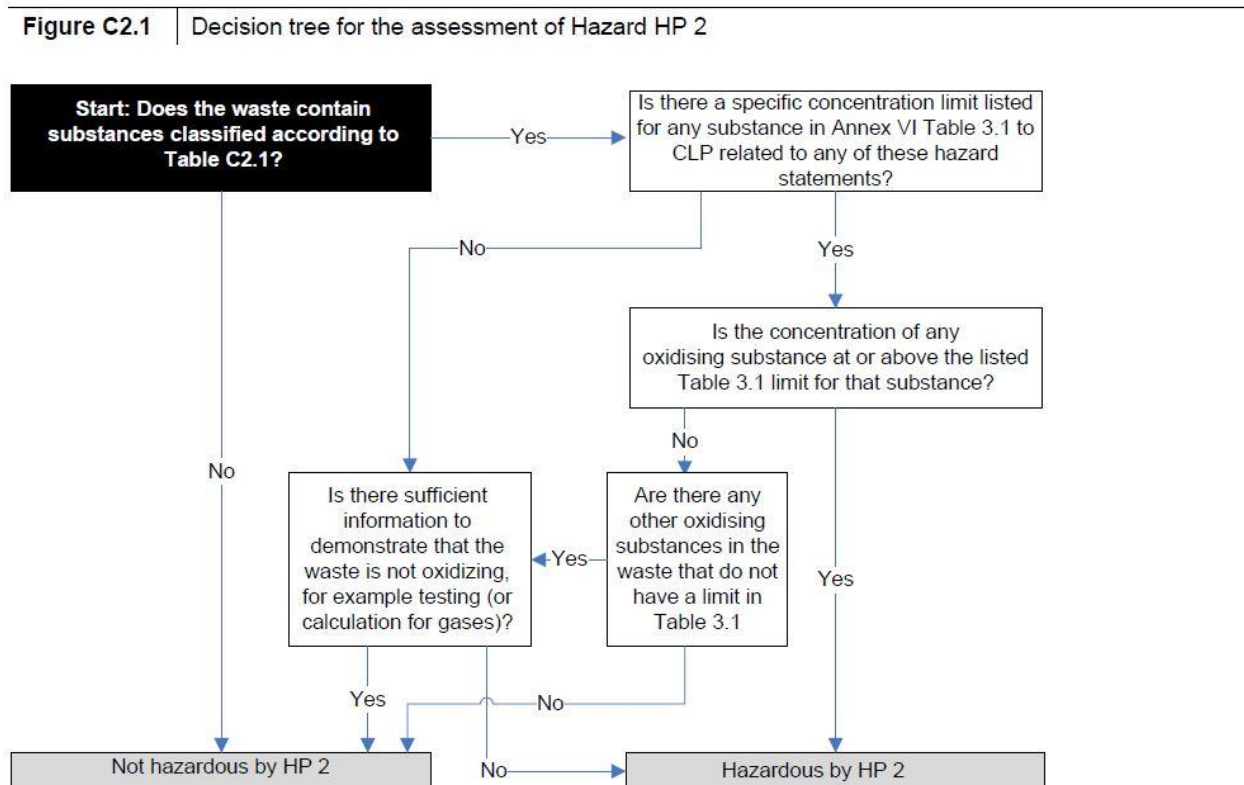 Figure C2.1 Decision tree for the assessment of Hazard HP 2
Start: Does the waste contain
substances classified according to
Table C2.1?
Yes
Is there a specific concentration limit listed
for any substance in Annex VI Table 3.1 to
CLP related to any of these hazard
statements?
No
Yes
Is the concentration of any
oxidising substance at or above the listed
Table 3.1 limit for that substance?
No
No
Is there sufficient
information to
demonstrate that the
waste is not oxidizing,
for example testing (or
calculation for gases)?
Yes
Are there any
other oxidising
substances in the
waste that do not
have a limit in
Table 3.1
Yes
Yes
No
Not hazardous by HP 2
No
Hazardous by HP 2